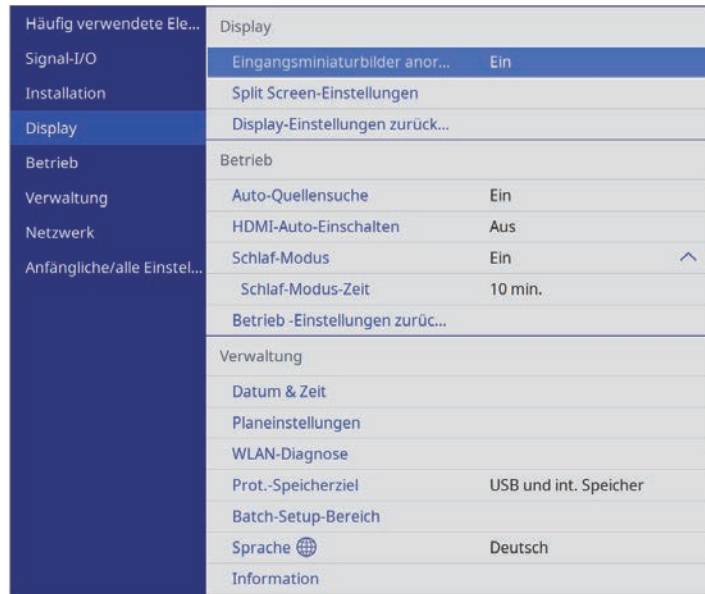 Häufig verwendete Ele...
Signal-I/O
Installation
Display
Betrieb
Verwaltung
Netzwerk
Anfängliche/alle Einstel...
Display
Eingangsminiaturbilder anor... Ein
Split Screen-Einstellungen
Display-Einstellungen zurück...
Betrieb
Auto-Quellensuche Ein
HDMI-Auto-Einschalten Aus
Schlaf-Modus Ein
Schlaf-Modus-Zeit 10 min.
Betrieb -Einstellungen zurüc...
Verwaltung
Datum & Zeit
Planeinstellungen
WLAN-Diagnose
Prot.-Speicherziel USB und int. Speicher
Batch-Setup-Bereich
Sprache Deutsch
Information